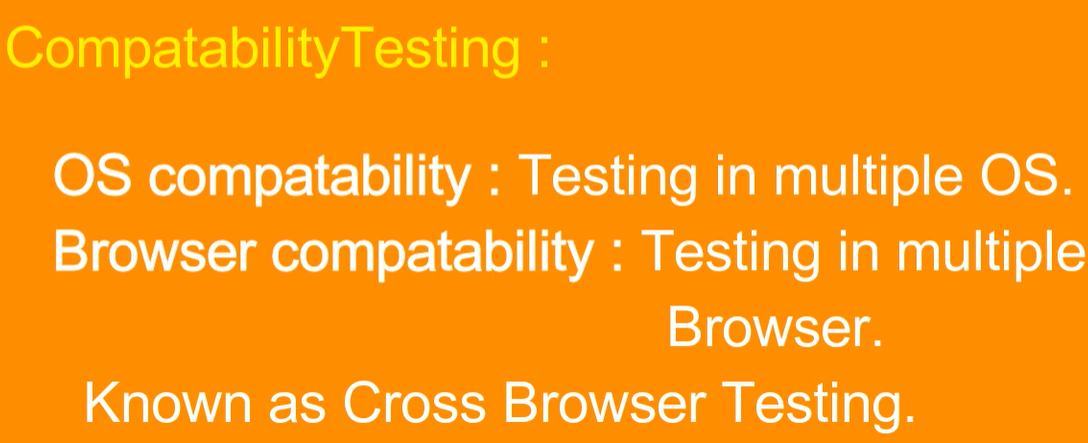 CompatabilityTesting :
OS compatability : Testing in multiple OS.
Browser compatability : Testing in multiple
Browser.
Known as Cross Browser Testing.